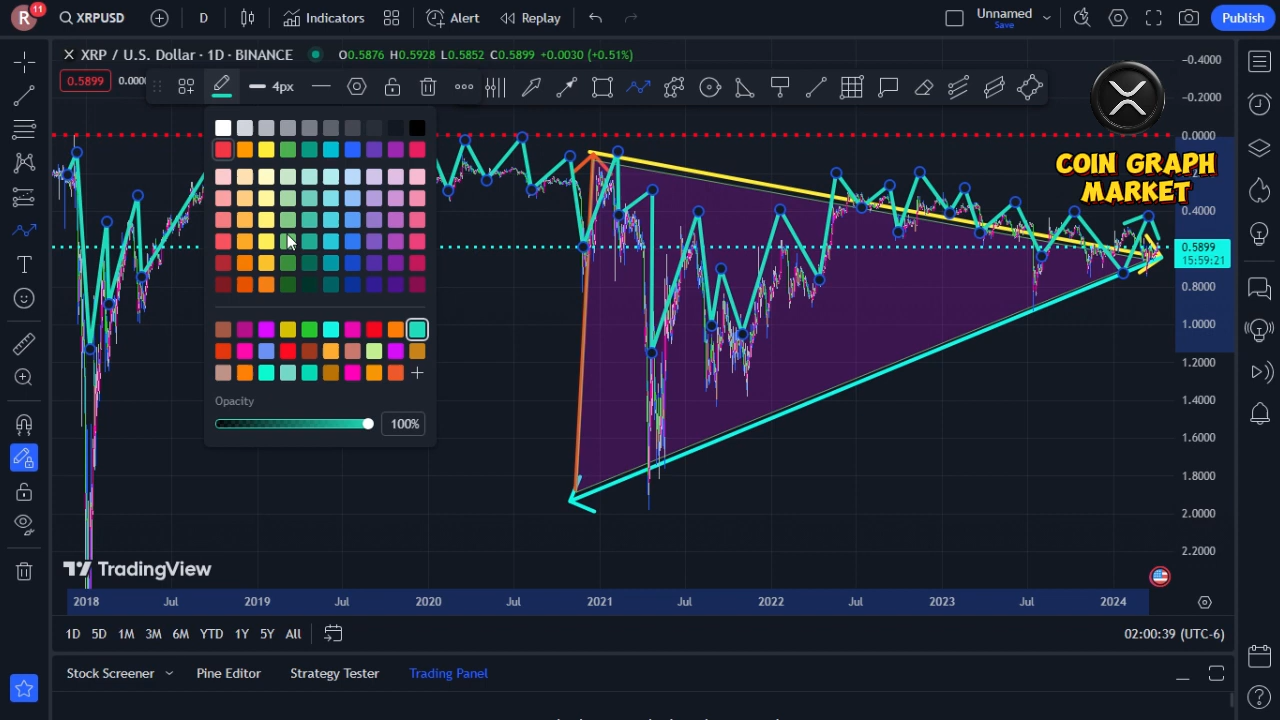 R
11
XRPUSD
D
Indicators
Alert
Replay
Unnamed
Save
Publish
XRP / U.S. Dollar · 1D · BINANCE
O0.5876 H0.5928 L0.5852 C0.5899 +0.0030 (+0.51%)
0.5899
0.000
4px
-0.4000
-0.2000
0.0000
COIN GRAPH
MARKET
0.4000
0.5899
15:59:21
0.8000
1.0000
1.2000
1.4000
1.6000
1.8000
2.0000
2.2000
Opacity
100%
TradingView
2018
Jul
2019
Jul
2020
Jul
2021
Jul
2022
Jul
2023
Jul
2024
1D
5D
1M
3M
6M
YTD
1Y
5Y
All
02:00:39 (UTC-6)
Stock Screener
Pine Editor
Strategy Tester
Trading Panel